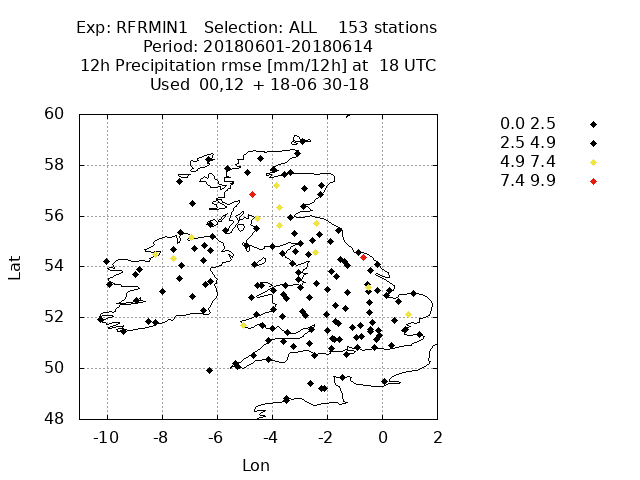 Exp: RFRMIN1 Selection: ALL 153 stations
Period: 20180601-20180614
12h Precipitation rmse [mm/12h] at 18 UTC
Used 00,12 + 18-06 30-18
0.0 2.5
2.5 4.9
4.9 7.4
7.4 9.9
60
58
56
54
52
50
48
Lat
-10 -8 -6 -4 -2 0 2
Lon